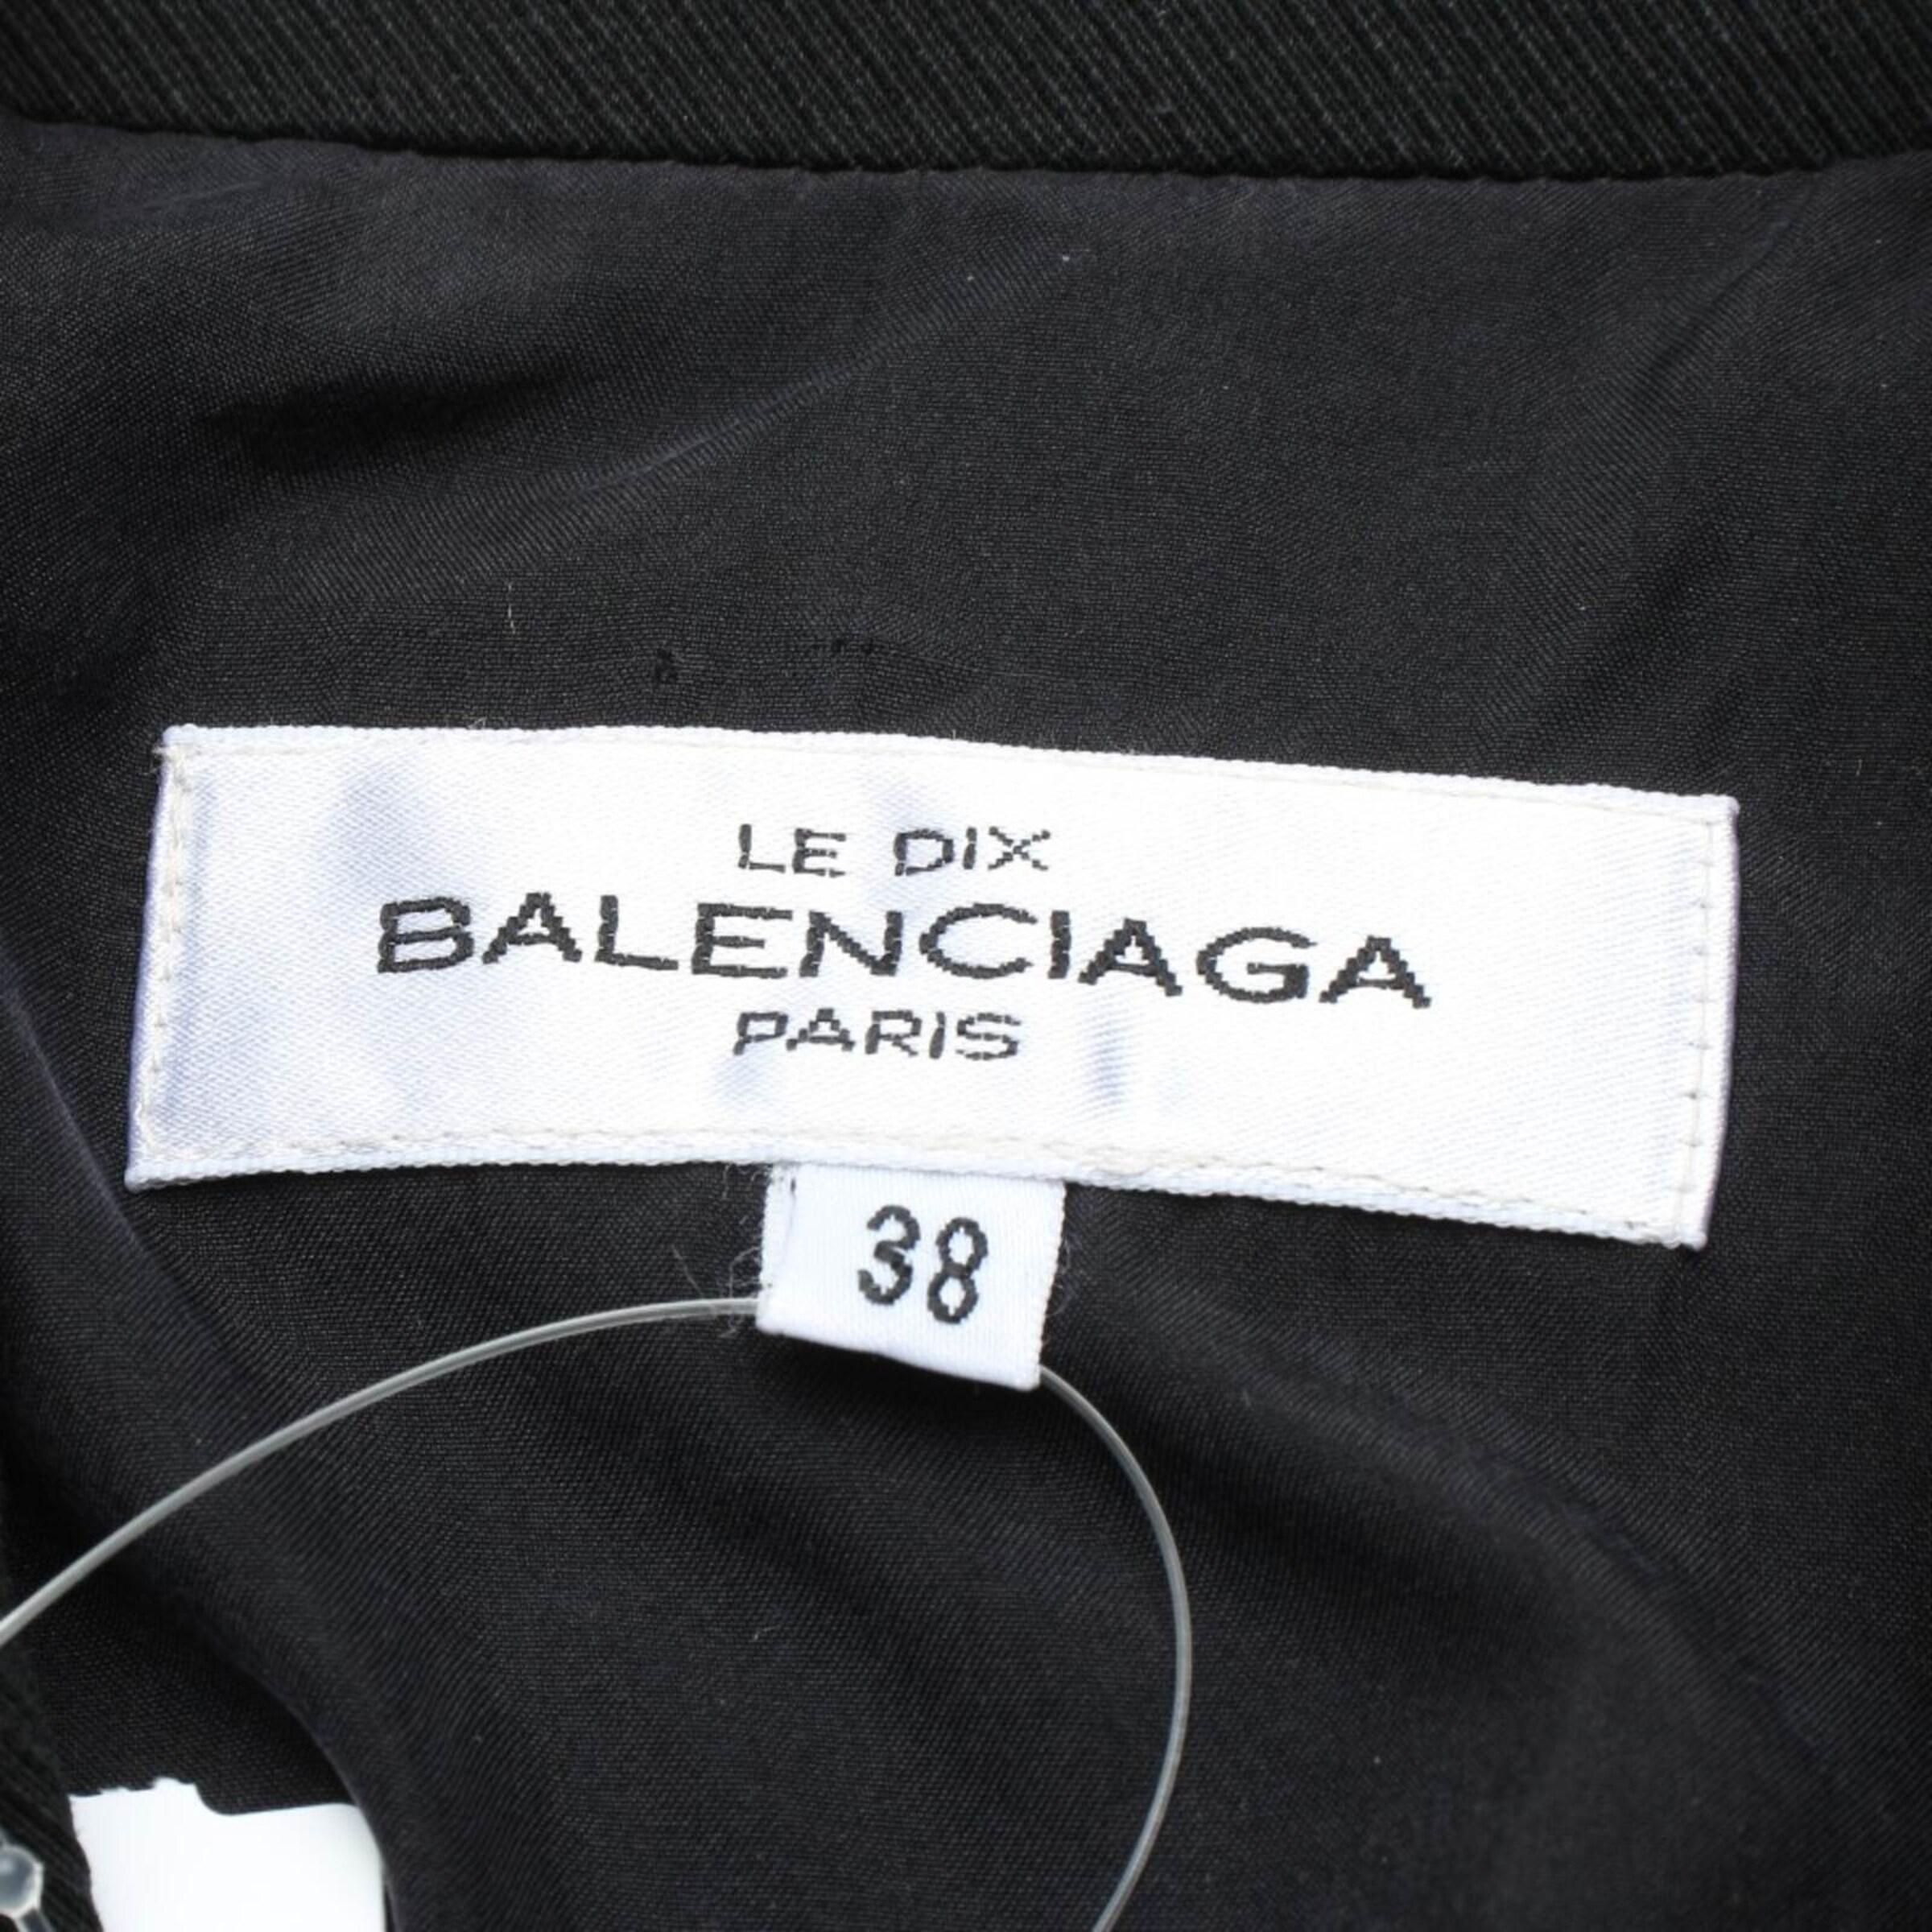 LE DIX
BALENCIAGA
PARIS
38